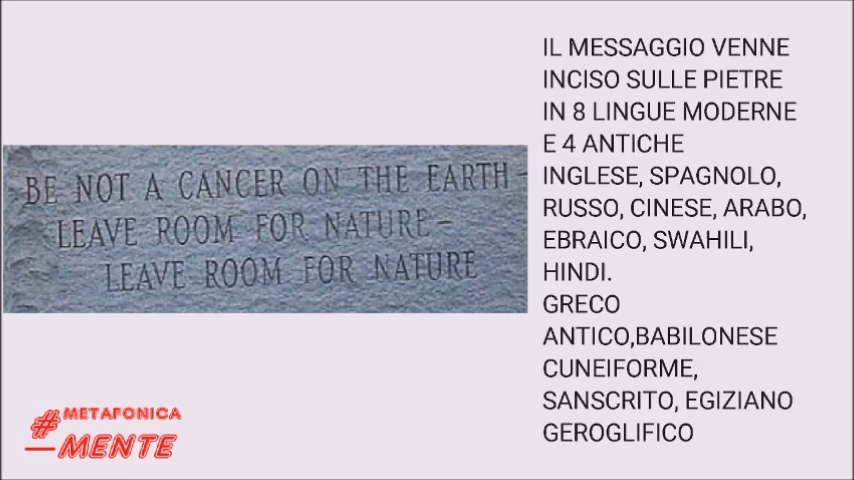 BE NOT A CANCER ON THE EARTH -
LEAVE ROOM FOR NATURE -
LEAVE ROOM FOR NATURE
IL MESSAGGIO VENNE
INCISO SULLE PIETRE
IN 8 LINGUE MODERNE
E 4 ANTICHE
INGLESE, SPAGNOLO,
RUSSO, CINESE, ARABO,
EBRAICO, SWAHILI,
HINDI.
GRECO
ANTICO,BABILONESE
CUNEIFORME,
SANSCRITO, EGIZIANO
GEROGLIFICO
# METAFONICA
MENTE